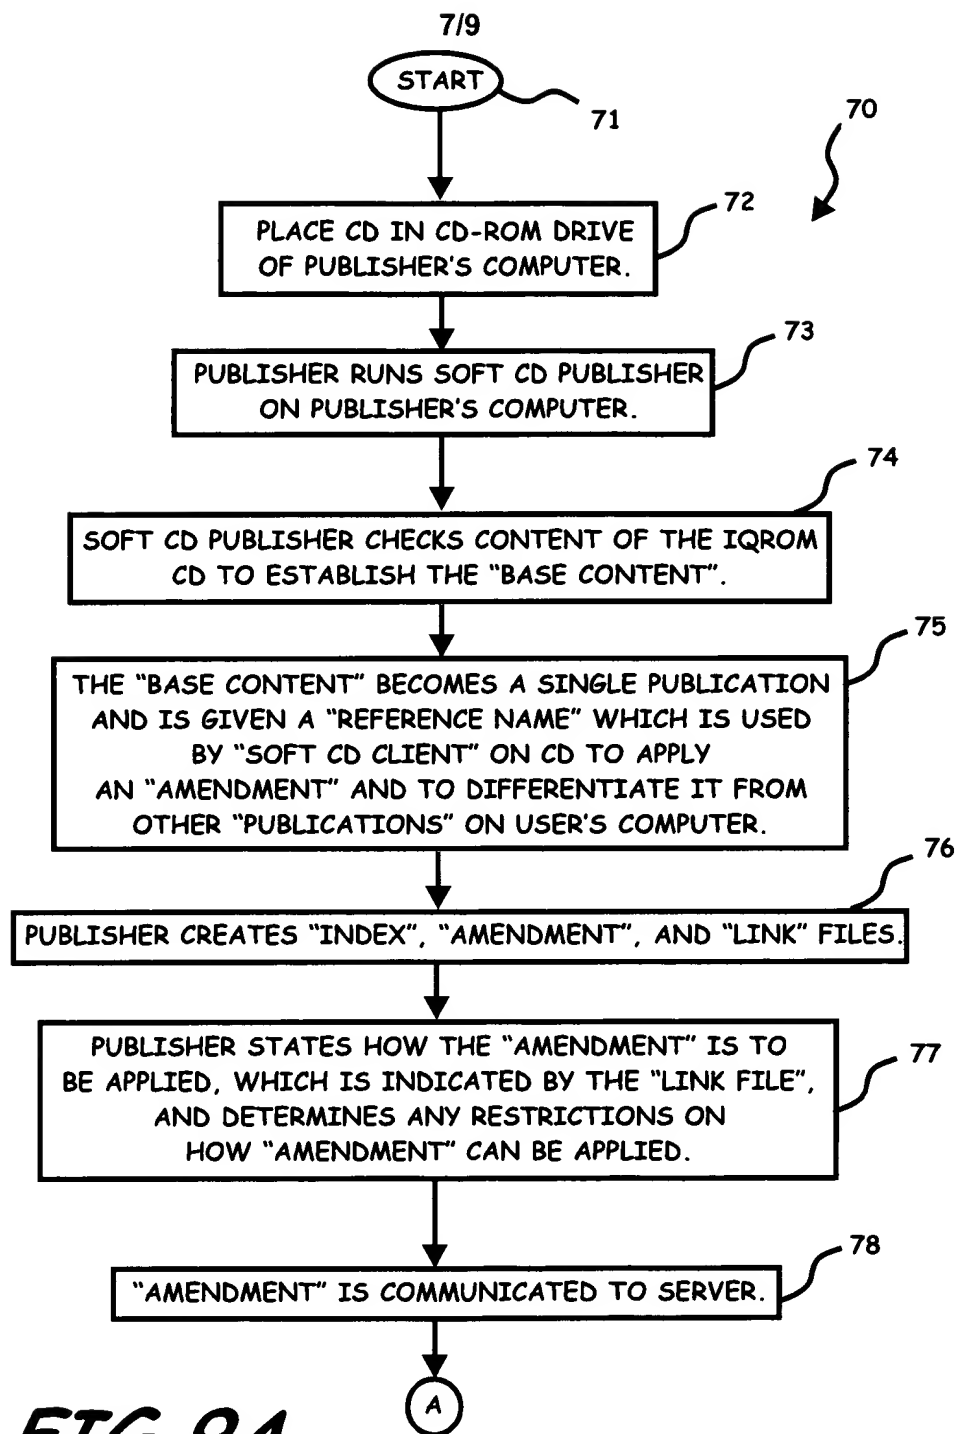 7/9
START
71
70
72
PLACE CD IN CD-ROM DRIVE
OF PUBLISHER'S COMPUTER.
73
PUBLISHER RUNS SOFT CD PUBLISHER
ON PUBLISHER'S COMPUTER.
74
SOFT CD PUBLISHER CHECKS CONTENT OF THE IQROM
CD TO ESTABLISH THE "BASE CONTENT".
75
THE "BASE CONTENT" BECOMES A SINGLE PUBLICATION
AND IS GIVEN A "REFERENCE NAME" WHICH IS USED
BY "SOFT CD CLIENT" ON CD TO APPLY
AN "AMENDMENT" AND TO DIFFERENTIATE IT FROM
OTHER "PUBLICATIONS" ON USER'S COMPUTER.
76
PUBLISHER CREATES "INDEX", "AMENDMENT", AND "LINK" FILES.
PUBLISHER STATES HOW THE "AMENDMENT" IS TO
BE APPLIED, WHICH IS INDICATED BY THE "LINK FILE",
AND DETERMINES ANY RESTRICTIONS ON
HOW "AMENDMENT" CAN BE APPLIED.
77
78
"AMENDMENT" IS COMMUNICATED TO SERVER.
A
FIG 9A